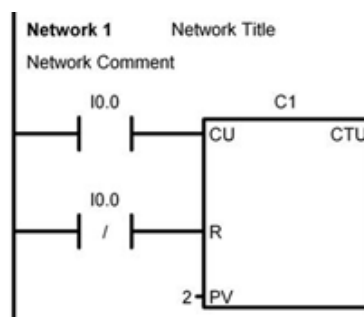 Network 1 Network Title
Network Comment
I0.0 C1
CU CTU
I0.0
/ R
2 PV